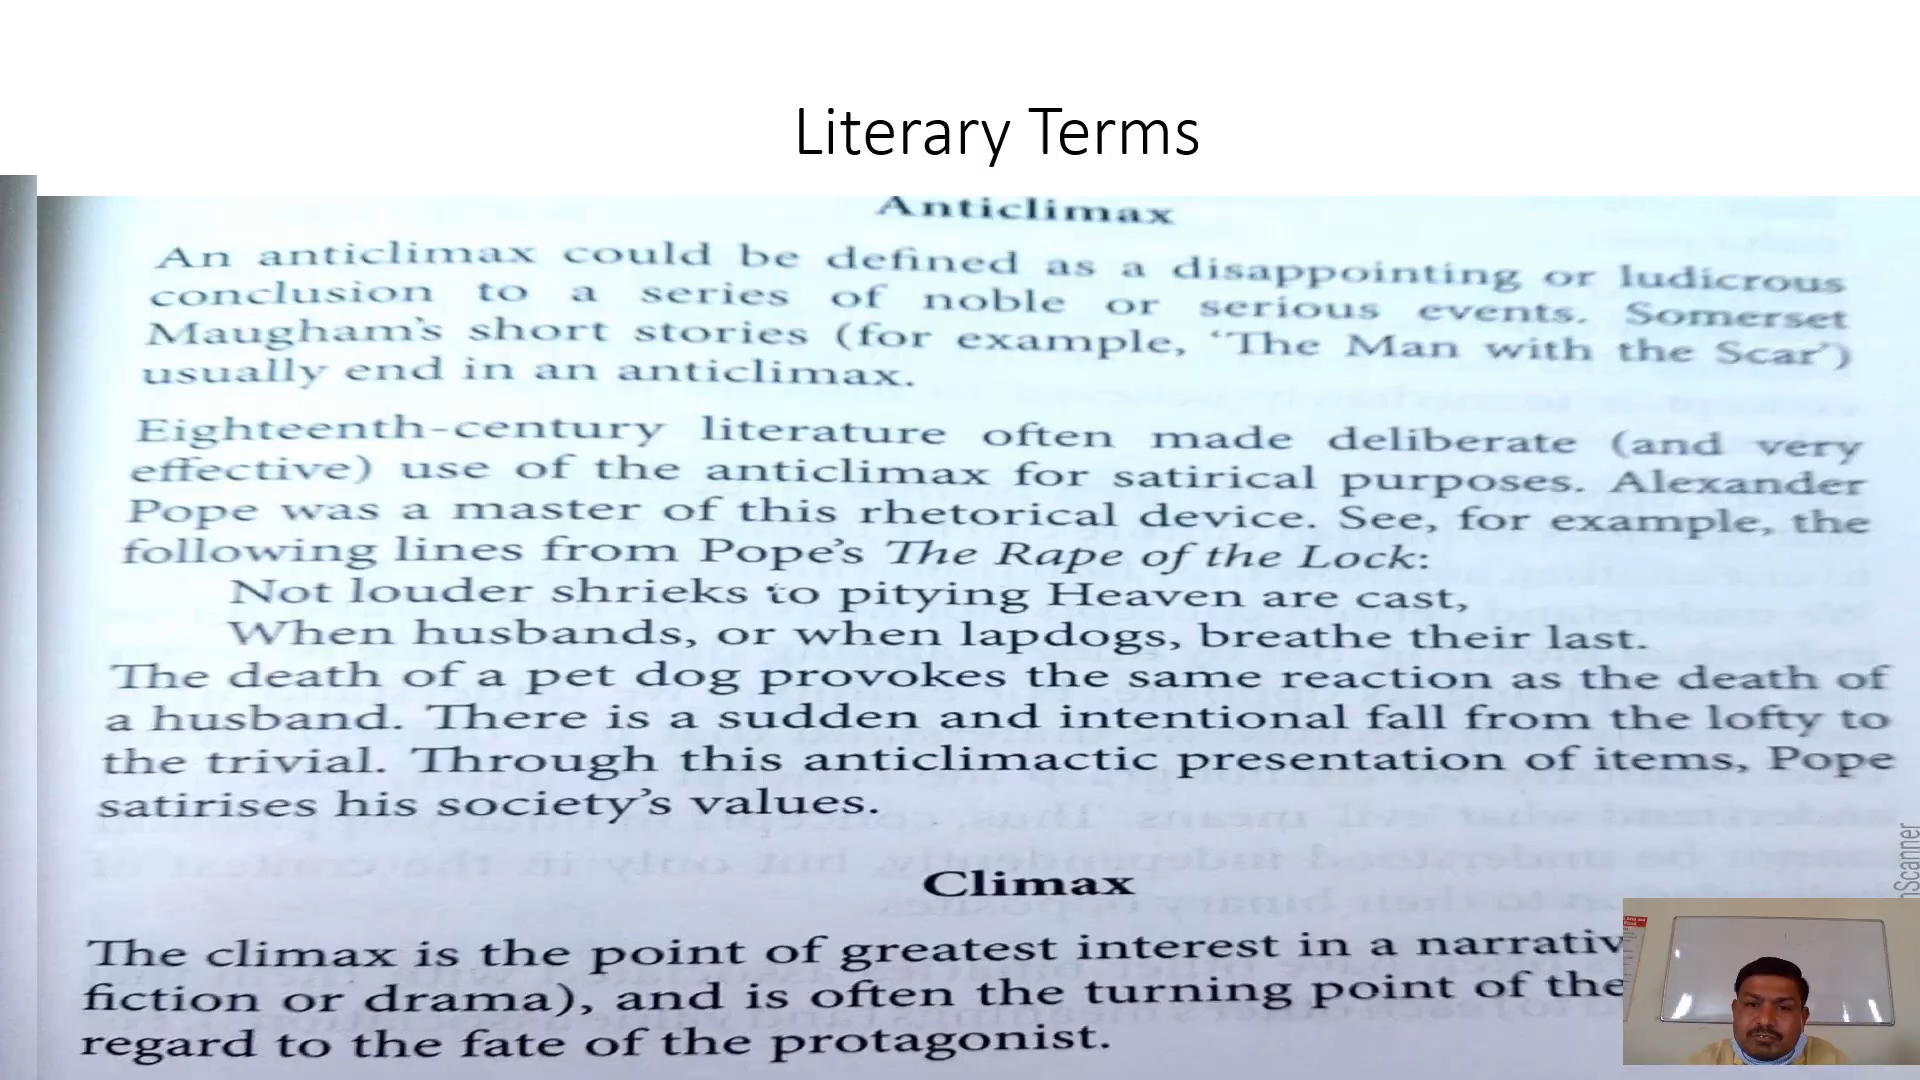 Literary Terms
Anticlimax
An anticlimax could be defined as a disappointing or ludicrous
conclusion to a series of noble or serious events. Somerset
Maugham's short stories (for example, 'The Man with the Scar')
usually end in an anticlimax.
Eighteenth-century literature often made deliberate (and very
effective) use of the anticlimax for satirical purposes. Alexander
Pope was a master of this rhetorical device. See, for example, the
following lines from Pope's The Rape of the Lock:
Not louder shrieks to pitying Heaven are cast,
When husbands, or when lapdogs, breathe their last.
The death of a pet dog provokes the same reaction as the death of
a husband. There is a sudden and intentional fall from the lofty to
the trivial. Through this anticlimactic presentation of items, Pope
satirises his society's values.
Climax
The climax is the point of greatest interest in a narrativ
fiction or drama), and is often the turning point of the
regard to the fate of the protagonist.